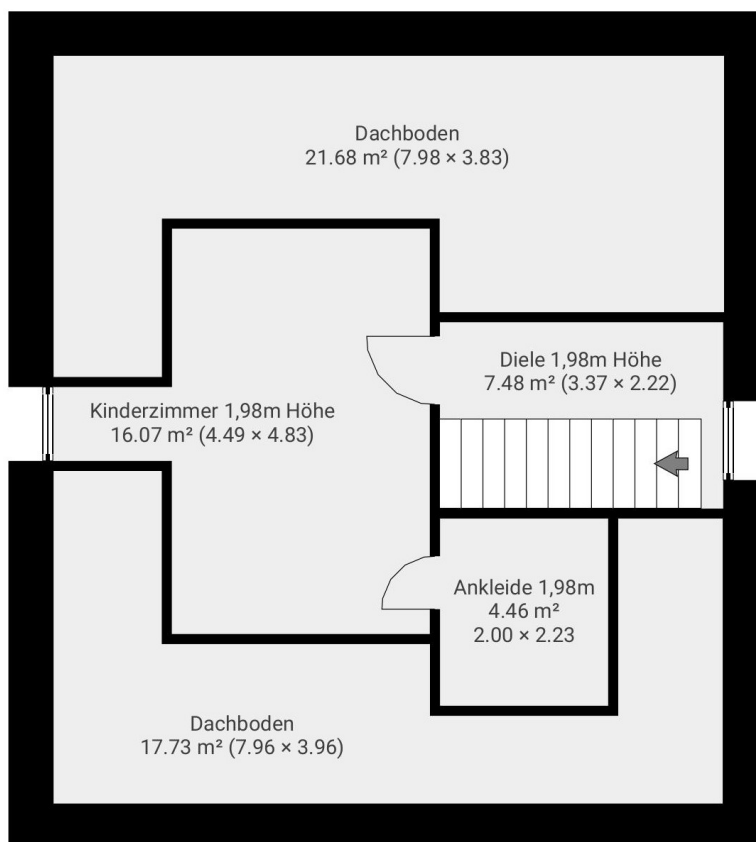 Dachboden
21.68 m² (7.98 × 3.83)
Diele 1,98m Höhe
7.48 m² (3.37 × 2.22)
Kinderzimmer 1,98m Höhe
16.07 m² (4.49 × 4.83)
Ankleide 1,98m
4.46 m²
2.00 × 2.23
Dachboden
17.73 m² (7.96 × 3.96)